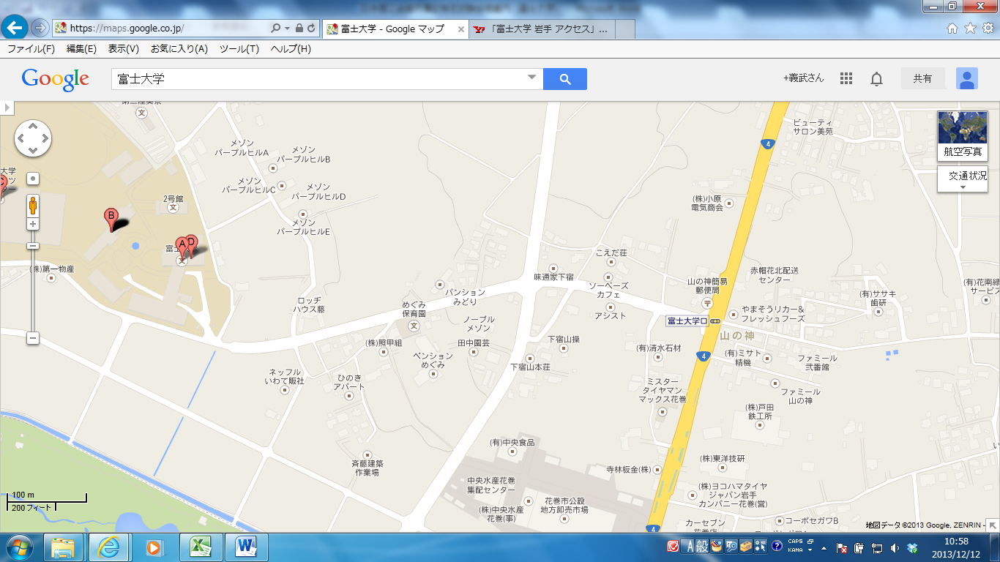 https://maps.google.co.jp/
富士大学 - Google マップ
「富士大学 岩手 アクセス」...
ファイル(F) 編集(E) 表示(V) お気に入り(A) ツール(T) ヘルプ(H)
Google
富士大学
+義武さん
共有
航空写真
交通状況
ビューティ
サロン美苑
4
メゾン
パープルヒルA
メゾン
パープルヒルB
メゾン
パープルヒルC
メゾン
パープルヒルD
メゾン
パープルヒルE
大学
2号館
文
B
A
D
C
(株)第一物産
(株)小原
電気商会
こえだ荘
味通家下宿
ソーベーズ
カフェ
アシスト
山の神簡易
郵便局
赤帽花北配送
センター
(有)花南
サービス
(有)ササキ
歯研
やまそうリカー&
フレッシュフーズ
富士大学口
山の神
ペンション
みどり
めぐみ
保育園
文
ロッヂ
ハウス藤
ノーブル
メゾン
(株)照甲組
田中園芸
下宿山操
ペンション
めぐみ
下宿山本荘
(有)清水石材
4
(有)ミサト
精機
ファミール
弐番館
ネッフル
いわて販社
ひのき
アパート
ミスター
タイヤマン
マックス花巻
ファミール
山の神
(株)戸田
鉄工所
(有)中央食品
斉藤建築
作業場
寺林板金(株)
(株)東洋技研
中央水産花巻
集配センター
(株)ヨコハマタイヤ
ジャパン岩手
カンパニー花巻(営)
(株)中央水産
花巻(事)
花巻市公設
地方卸売市場
カーセブン
コーポセガワB
4
100 m
200 フィート
地図データ ©2013 Google, ZENRIN -
A 般
CAPS
KANA
10:58
2013/12/12